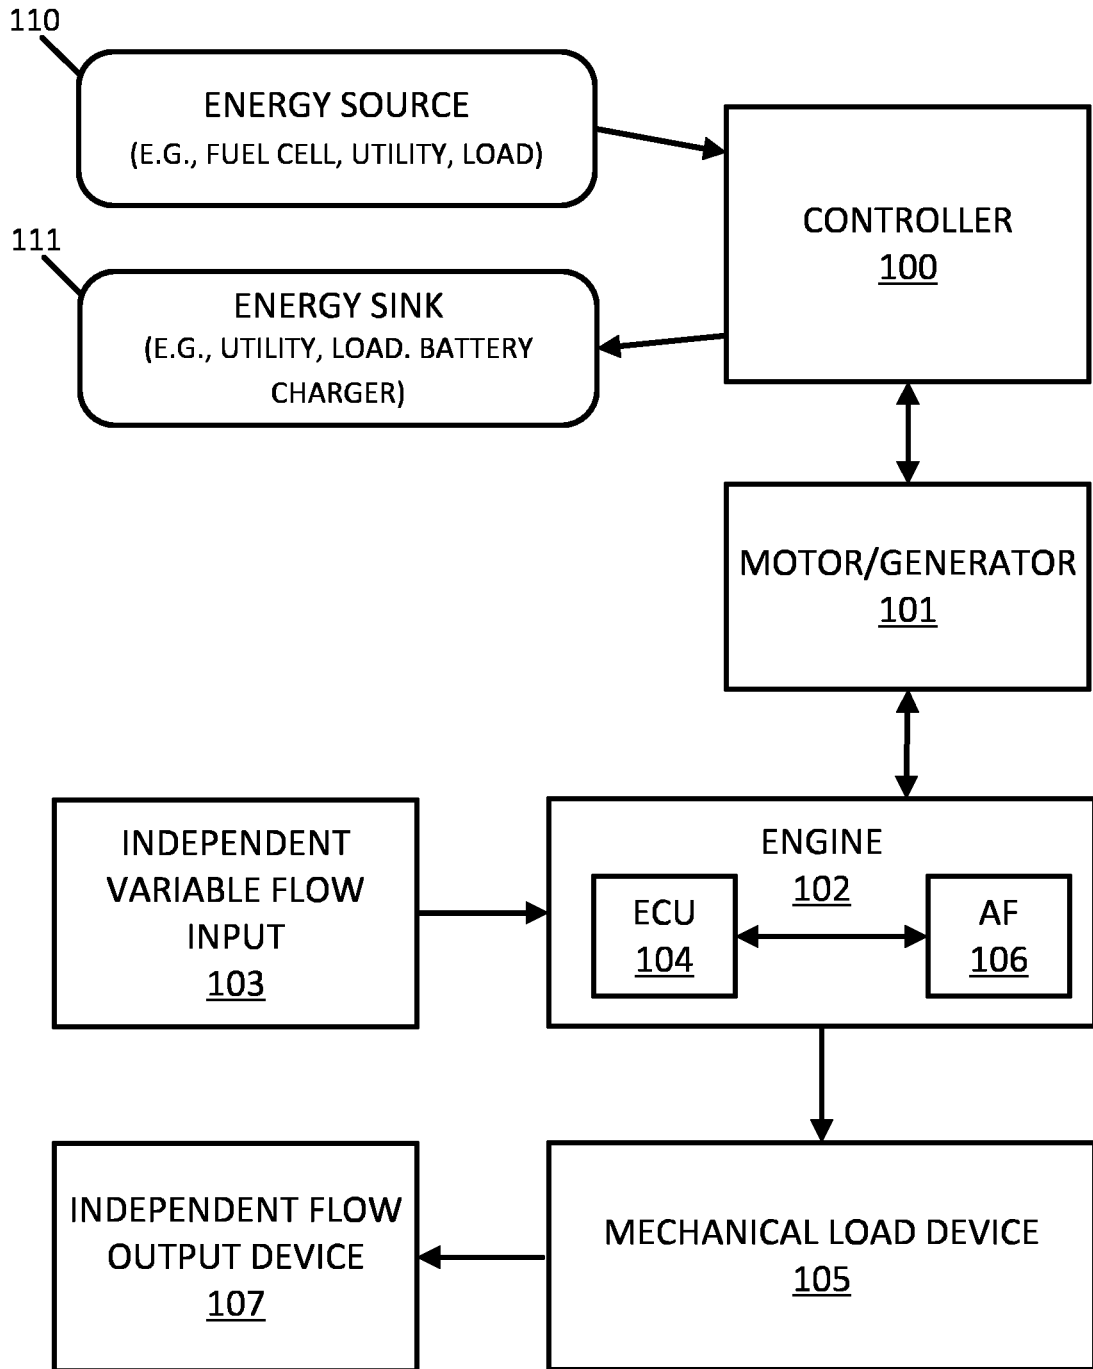 110
ENERGY SOURCE
(E.G., FUEL CELL, UTILITY, LOAD)
111
ENERGY SINK
(E.G., UTILITY, LOAD. BATTERY
CHARGER)
CONTROLLER
100
MOTOR/GENERATOR
101
INDEPENDENT
VARIABLE FLOW
INPUT
103
ENGINE
102
ECU
104
AF
106
INDEPENDENT FLOW
OUTPUT DEVICE
107
MECHANICAL LOAD DEVICE
105